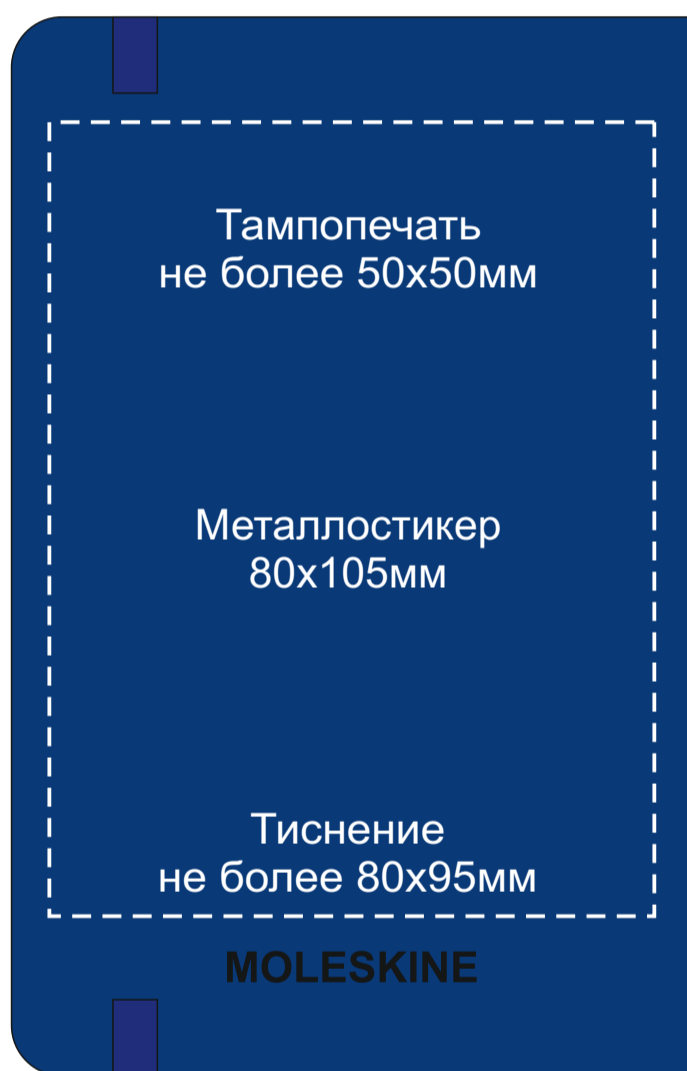 Тампопечать
не более 50х50мм
Металлостикер
80х105мм
Тиснение
не более 80х95мм
MOLESKINE